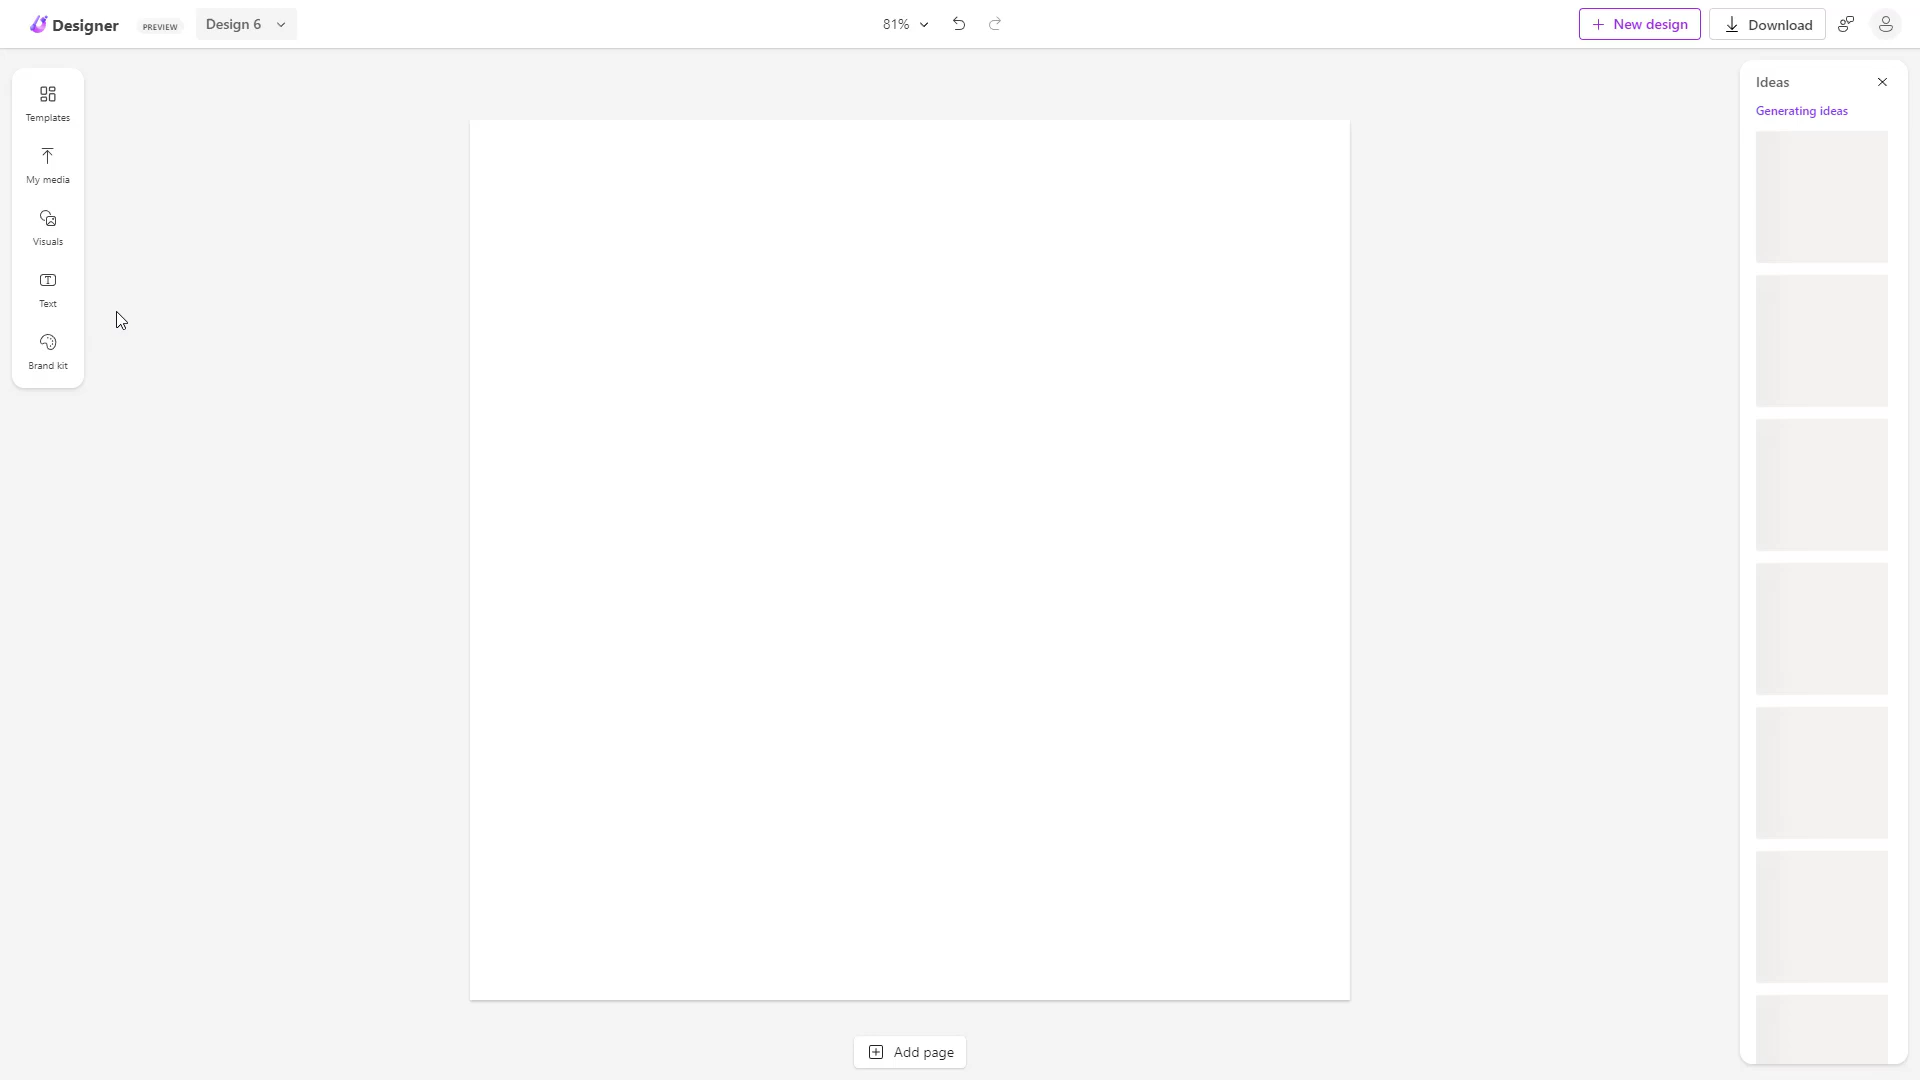 Designer
PREVIEW
Design 6
81%
New design
Download
Templates
My media
Visuals
Text
Brand kit
Ideas
Generating ideas
Add page